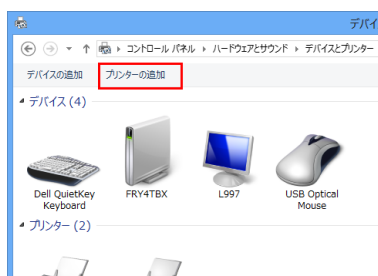 デバイ
コントロール パネル ▸ ハードウェアとサウンド ▸ デバイスとプリンター
デバイスの追加 プリンターの追加
デバイス (4)
Dell QuietKey Keyboard
FRY4TBX
L997
USB Optical Mouse
プリンター (2)